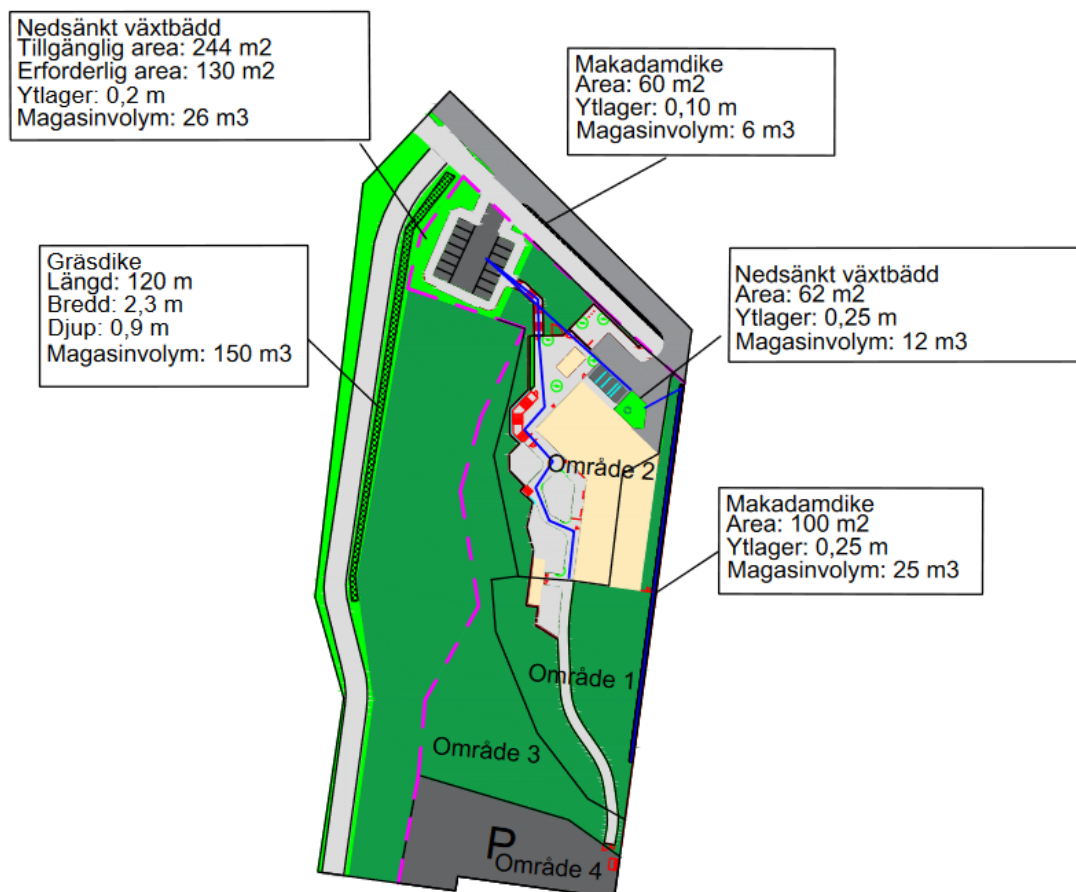 Nedsänkt växtbädd
Tillgänglig area: 244 m2
Erforderlig area: 130 m2
Ytlager: 0,2 m
Magasinvolym: 26 m3
Makadamdike
Area: 60 m2
Ytlager: 0,10 m
Magasinvolym: 6 m3
Gräsdike
Längd: 120 m
Bredd: 2,3 m
Djup: 0,9 m
Magasinvolym: 150 m3
Nedsänkt växtbädd
Area: 62 m2
Ytlager: 0,25 m
Magasinvolym: 12 m3
Område 2
Makadamdike
Area: 100 m2
Ytlager: 0,25 m
Magasinvolym: 25 m3
Område 1
Område 3
P
Område 4